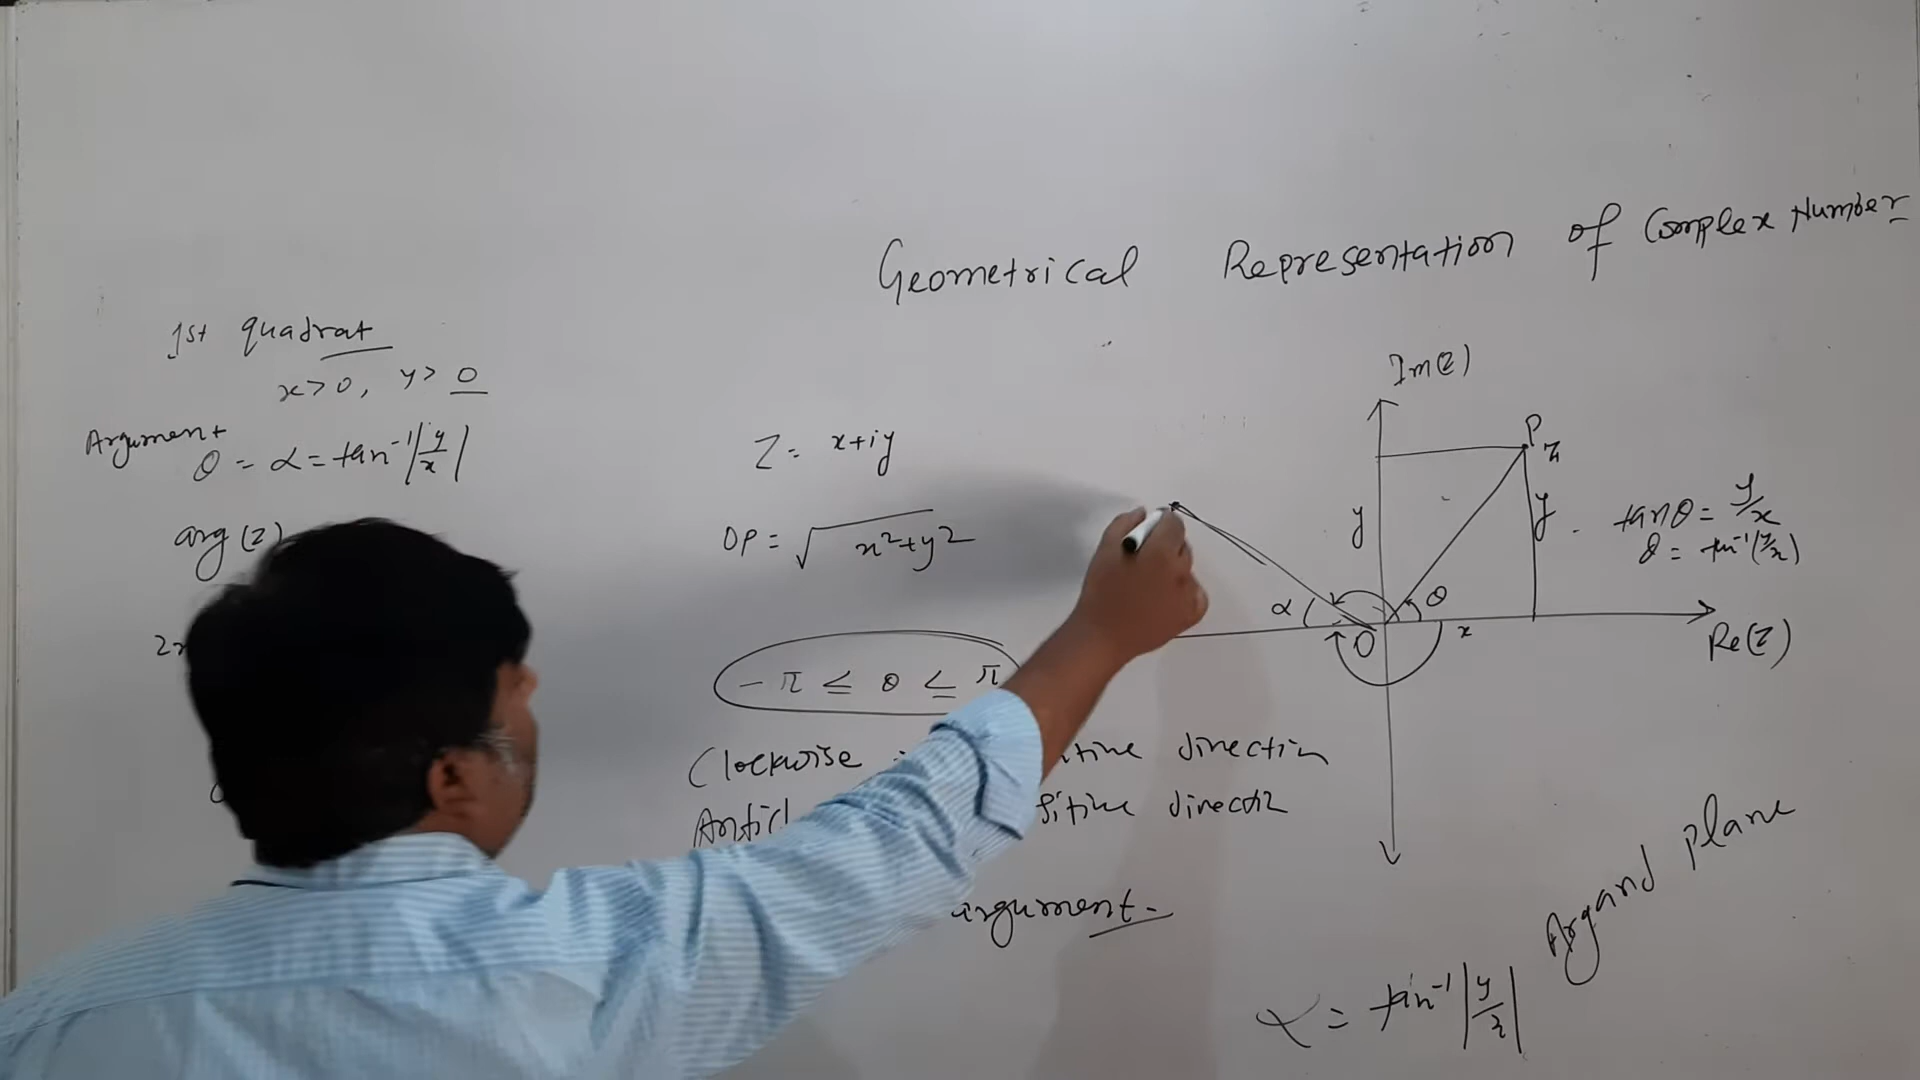 Geometrical Representation of Complex Number
1st quadrat
x>0, y>0
Argument
θ = α = tan⁻¹|y/x|
arg(z)
Z = x+iy
OP = √x²+y²
-π ≤ θ ≤ π
Clockwise
direction
directi
argument-
Im(z)
P
z
y
y
α
θ
O
x
Re(z)
tanθ = y/x
θ = tan⁻¹(y/x)
Argand plane
α = tan⁻¹|y/x|